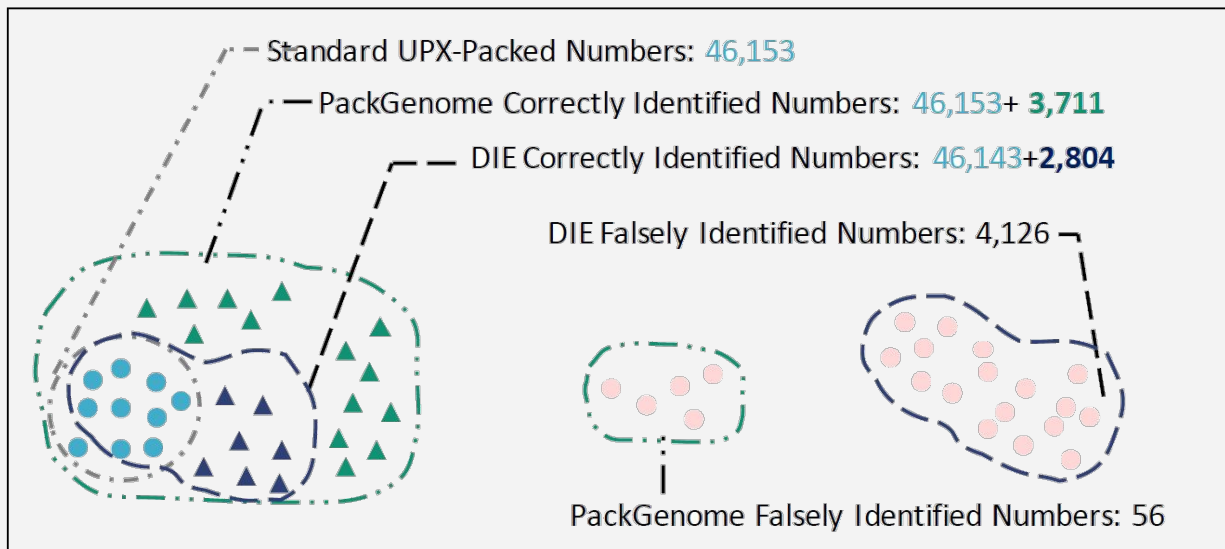 Standard UPX-Packed Numbers: 46,153
PackGenome Correctly Identified Numbers: 46,153+ 3,711
DIE Correctly Identified Numbers: 46,143+2,804
DIE Falsely Identified Numbers: 4,126
PackGenome Falsely Identified Numbers: 56